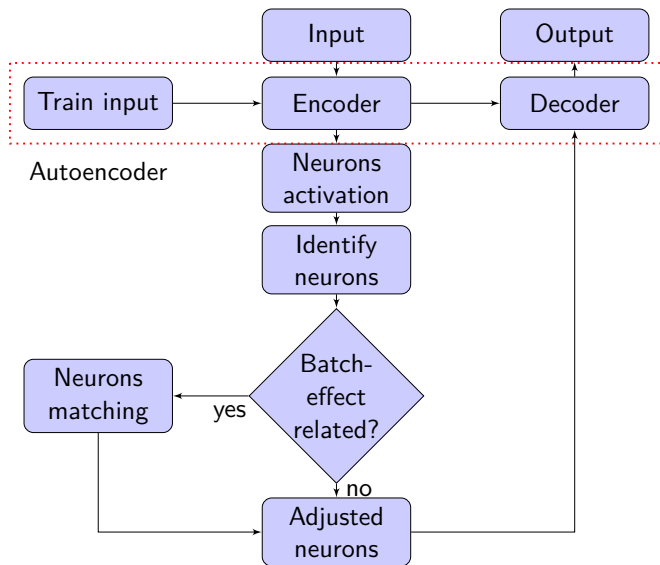 Input
Output
Train input
Encoder
Decoder
Autoencoder
Neurons
activation
Identify
neurons
Batch-
effect
related?
Neurons
matching
yes
no
Adjusted
neurons